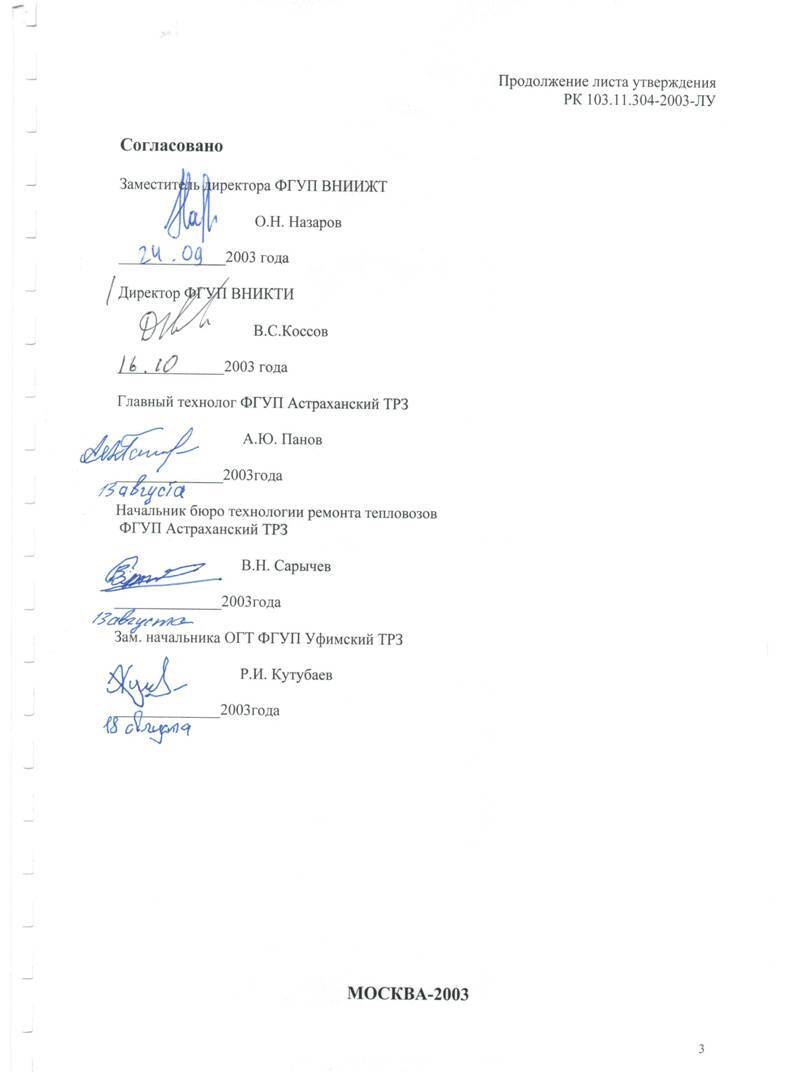 Продолжение листа утверждения
РК 103.11.304-2003-ЛУ
Согласовано
Заместитель директора ФГУП ВНИИЖТ
О.Н. Назаров
24.09 2003 года
Директор ФГУП ВНИКТИ
В.С.Коссов
16.10 2003 года
Главный технолог ФГУП Астраханский ТРЗ
А.Ю. Панов
2003года
13 августа
Начальник бюро технологии ремонта тепловозов
ФГУП Астраханский ТРЗ
В.Н. Сарычев
2003года
13 августа
Зам. начальника ОГТ ФГУП Уфимский ТРЗ
Р.И. Кутубаев
2003года
18 августа
МОСКВА-2003
3